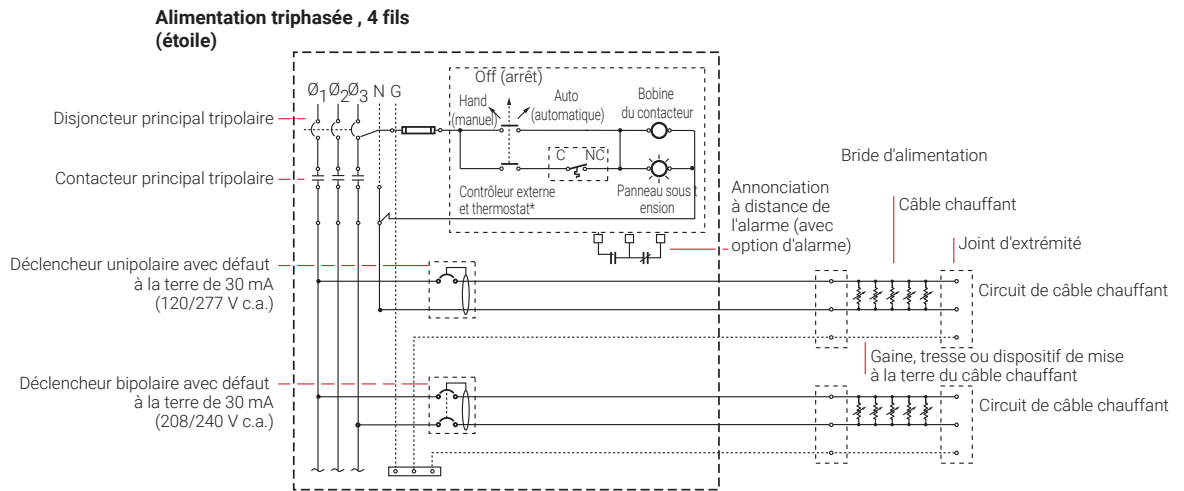 Alimentation triphasée , 4 fils
(étoile)
Off (arrêt)
Ø1 Ø2 Ø3 N G
Hand
(manuel)
Auto
(automatique)
Bobine
du contacteur
Disjoncteur principal tripolaire
C NC
Bride d'alimentation
Contacteur principal tripolaire
Contrôleur externe
et thermostat*
Panneau sous t
ension
Annonciation
à distance de
l'alarme (avec
option d'alarme)
Câble chauffant
Joint d'extrémité
Déclencheur unipolaire avec défaut
à la terre de 30 mA
(120/277 V c.a.)
Circuit de câble chauffant
Gaine, tresse ou dispositif de mise
à la terre du câble chauffant
Déclencheur bipolaire avec défaut
à la terre de 30 mA
(208/240 V c.a.)
Circuit de câble chauffant